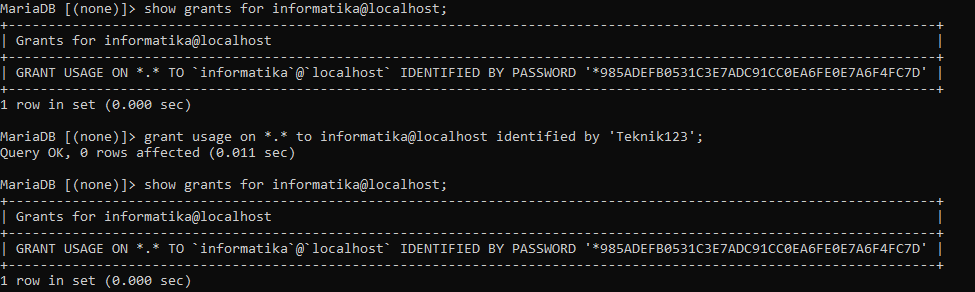 MariaDB [(none)]> show grants for informatika@localhost;
+-------------------------------------------------------------------------------------------------------------------+
| Grants for informatika@localhost                                                                                  |
+-------------------------------------------------------------------------------------------------------------------+
| GRANT USAGE ON *.* TO `informatika`@`localhost` IDENTIFIED BY PASSWORD '*985ADEFB0531C3E7ADC91CC0EA6FE0E7A6F4FC7D' |
+-------------------------------------------------------------------------------------------------------------------+
1 row in set (0.000 sec)
MariaDB [(none)]> grant usage on *.* to informatika@localhost identified by 'Teknik123';
Query OK, 0 rows affected (0.011 sec)
MariaDB [(none)]> show grants for informatika@localhost;
+-------------------------------------------------------------------------------------------------------------------+
| Grants for informatika@localhost                                                                                  |
+-------------------------------------------------------------------------------------------------------------------+
| GRANT USAGE ON *.* TO `informatika`@`localhost` IDENTIFIED BY PASSWORD '*985ADEFB0531C3E7ADC91CC0EA6FE0E7A6F4FC7D' |
+-------------------------------------------------------------------------------------------------------------------+
1 row in set (0.000 sec)